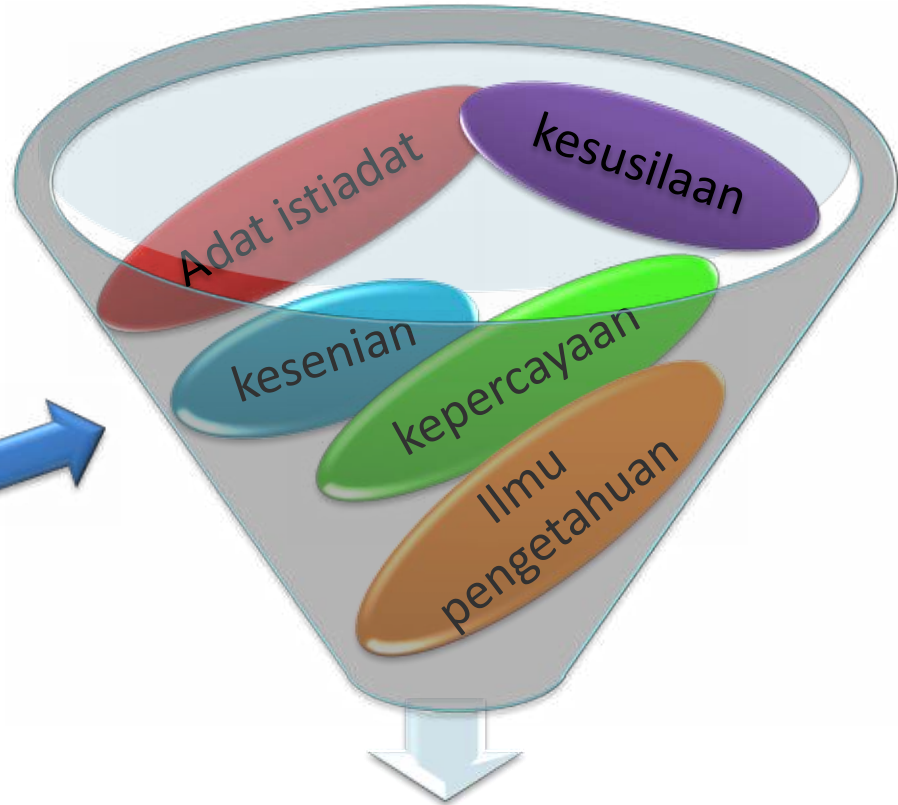 Adat istiadat
kesusilaan
kesenian
kepercayaan
Ilmu
pengetahuan